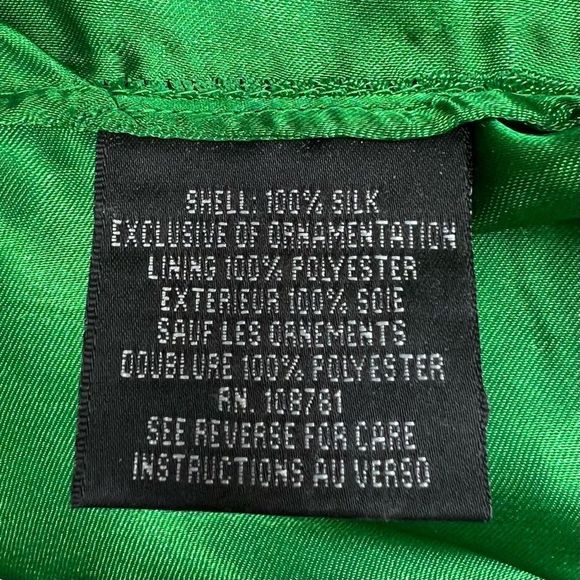 SHELL: 100% SILK
EXCLUSIVE OF ORNAMENTATION
LINING 100% POLYESTER
EXTERIEUR 100% SOIE
SAUF LES ORNEMENTS
DOUBLURE 100% POLYESTER
RN. 108781
SEE REVERSE FOR CARE
INSTRUCTIONS AU VERSO